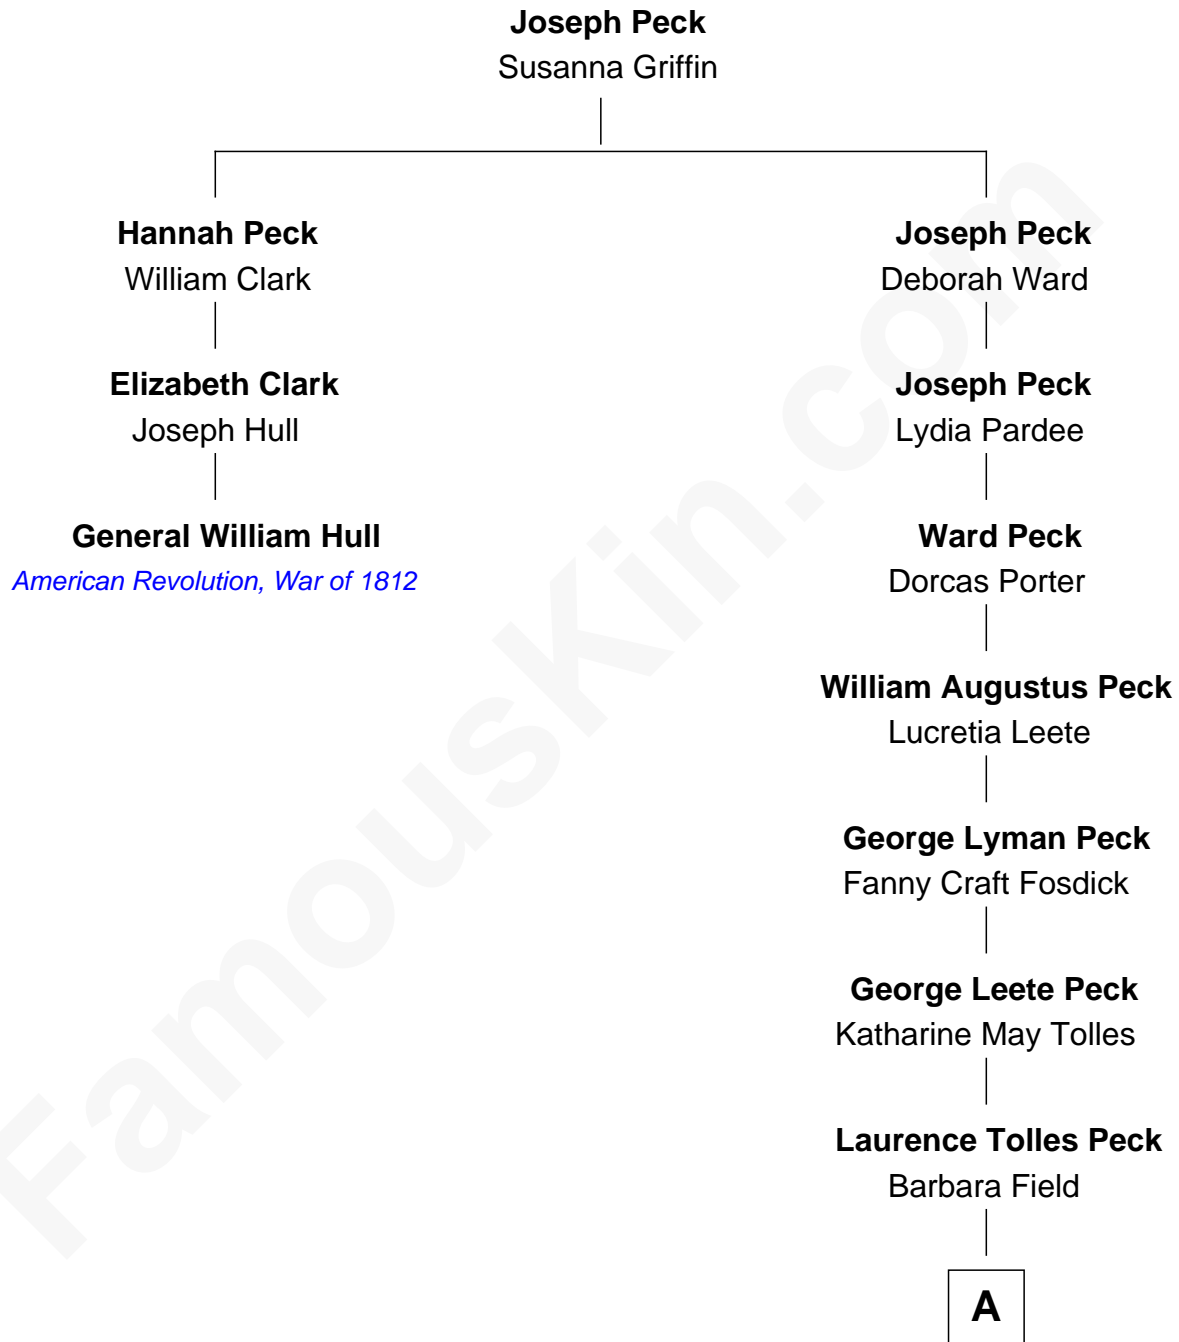 Joseph Peck
Susanna Griffin
Hannah Peck
William Clark
Joseph Peck
Deborah Ward
Elizabeth Clark
Joseph Hull
Joseph Peck
Lydia Pardee
General William Hull
American Revolution, War of 1812
Ward Peck
Dorcas Porter
William Augustus Peck
Lucretia Leete
George Lyman Peck
Fanny Craft Fosdick
George Leete Peck
Katharine May Tolles
Laurence Tolles Peck
Barbara Field
A
FamousKin.com